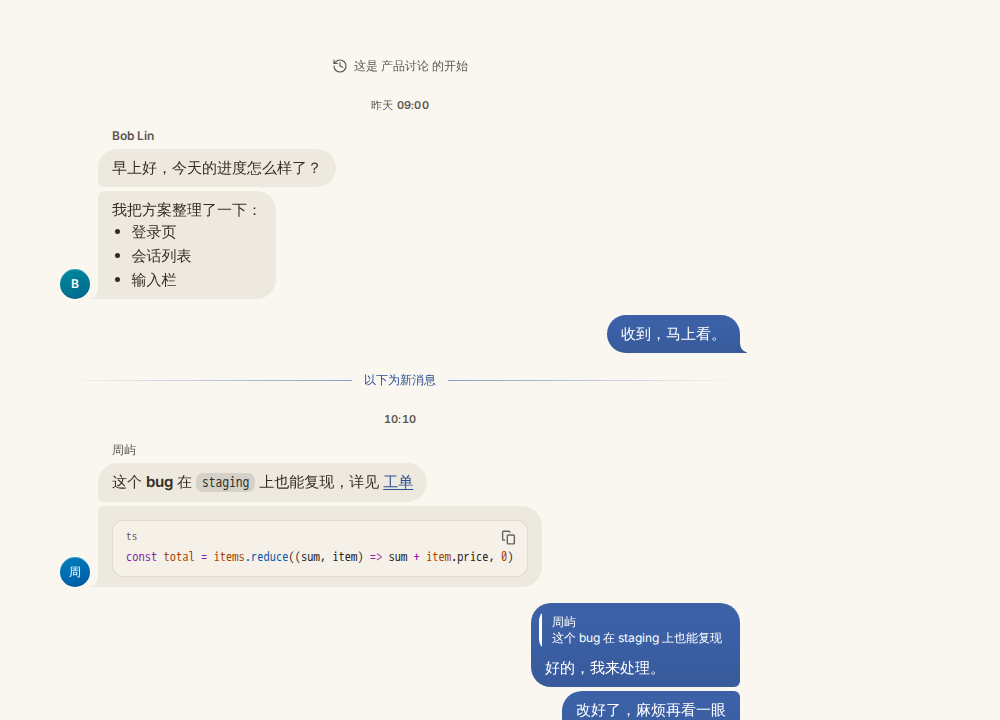 这是 产品讨论 的开始
昨天 09:00
Bob Lin
早上好，今天的进度怎么样了？
我把方案整理了一下：
• 登录页
• 会话列表
• 输入栏
B
收到，马上看。
以下为新消息
10:10
周屿
这个 bug 在 staging 上也能复现，详见 工单
ts
const total = items.reduce((sum, item) => sum + item.price, 0)
周
周屿
这个 bug 在 staging 上也能复现
好的，我来处理。
改好了，麻烦再看一眼